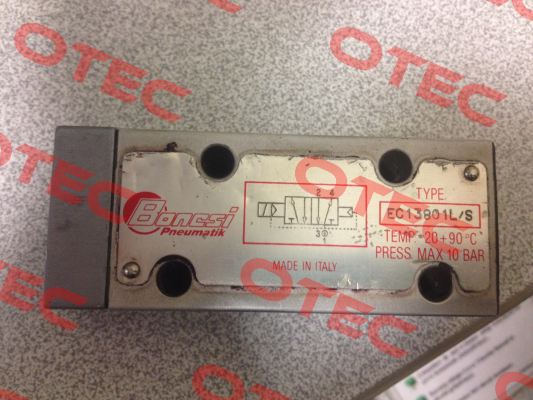 OTEC
OTEC
OTEC
OTEC
OTEC
OTEC
OTEC
OTEC
Bonesi
Pneumatik
2 4
3
TYPE
EC13801L/S
TEMP. -20+90°C
PRESS. MAX 10 BAR
MADE IN ITALY